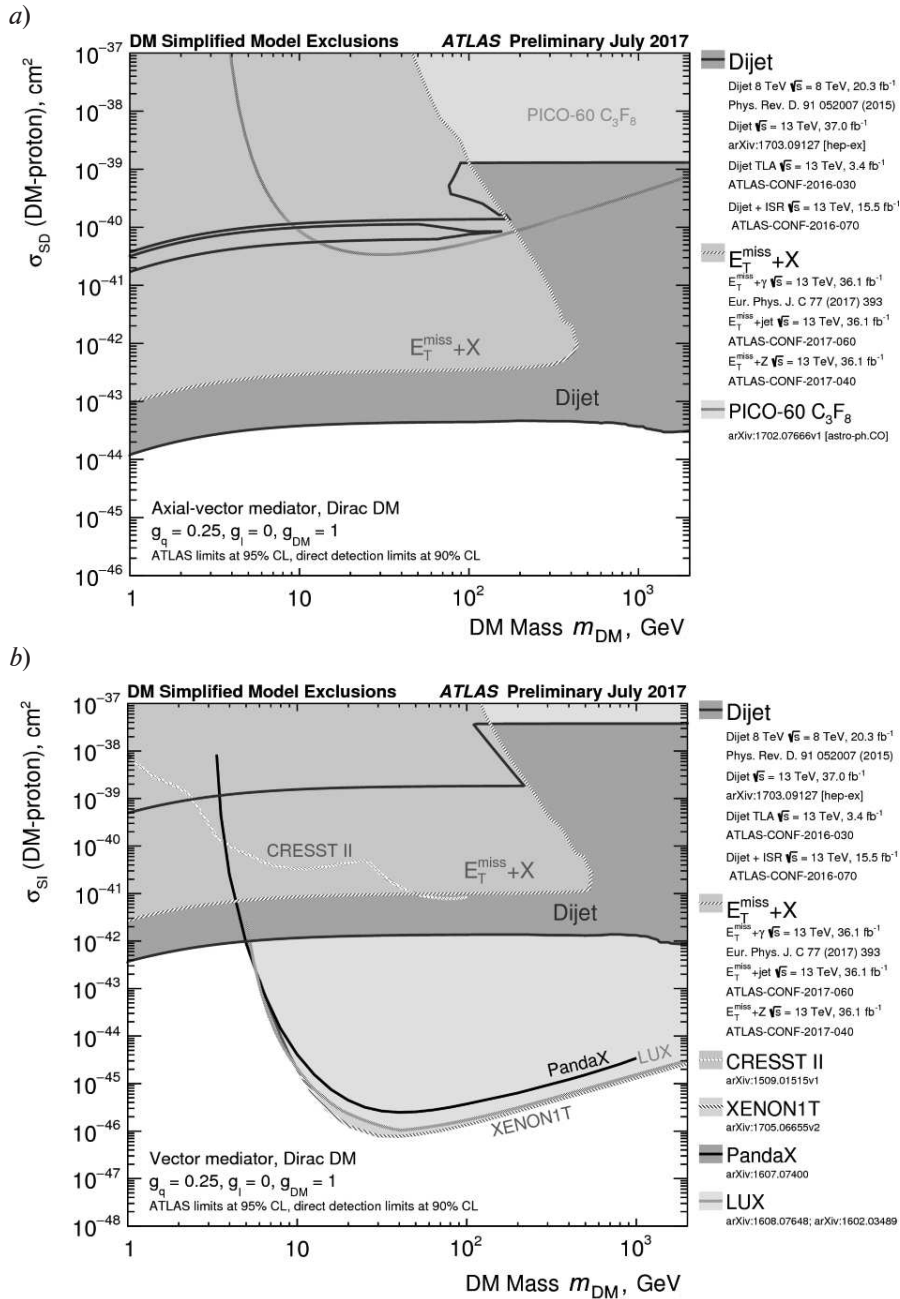 a)
DM Simplified Model Exclusions ATLAS Preliminary July 2017
σSD (DM-proton), cm²
10⁻³⁷
10⁻³⁸
10⁻³⁹
10⁻⁴⁰
10⁻⁴¹
10⁻⁴²
10⁻⁴³
10⁻⁴⁴
10⁻⁴⁵
10⁻⁴⁶
PICO-60 C₃F₈
E_T^miss+X
Dijet
Axial-vector mediator, Dirac DM
g_q = 0.25, g_l = 0, g_DM = 1
ATLAS limits at 95% CL, direct detection limits at 90% CL
1 10 10² 10³
DM Mass m_DM, GeV
Dijet
Dijet 8 TeV √s = 8 TeV, 20.3 fb⁻¹
Phys. Rev. D. 91 052007 (2015)
Dijet √s = 13 TeV, 37.0 fb⁻¹
arXiv:1703.09127 [hep-ex]
Dijet TLA √s = 13 TeV, 3.4 fb⁻¹
ATLAS-CONF-2016-030
Dijet + ISR √s = 13 TeV, 15.5 fb⁻¹
ATLAS-CONF-2016-070
E_T^miss+X
E_T^miss+γ √s = 13 TeV, 36.1 fb⁻¹
Eur. Phys. J. C 77 (2017) 393
E_T^miss+jet √s = 13 TeV, 36.1 fb⁻¹
ATLAS-CONF-2017-060
E_T^miss+Z √s = 13 TeV, 36.1 fb⁻¹
ATLAS-CONF-2017-040
PICO-60 C₃F₈
arXiv:1702.07666v1 [astro-ph.CO]
b)
DM Simplified Model Exclusions ATLAS Preliminary July 2017
σSI (DM-proton), cm²
10⁻³⁷
10⁻³⁸
10⁻³⁹
10⁻⁴⁰
10⁻⁴¹
10⁻⁴²
10⁻⁴³
10⁻⁴⁴
10⁻⁴⁵
10⁻⁴⁶
10⁻⁴⁷
10⁻⁴⁸
CRESST II
E_T^miss+X
Dijet
PandaX
LUX
XENON1T
Vector mediator, Dirac DM
g_q = 0.25, g_l = 0, g_DM = 1
ATLAS limits at 95% CL, direct detection limits at 90% CL
1 10 10² 10³
DM Mass m_DM, GeV
Dijet
Dijet 8 TeV √s = 8 TeV, 20.3 fb⁻¹
Phys. Rev. D. 91 052007 (2015)
Dijet √s = 13 TeV, 37.0 fb⁻¹
arXiv:1703.09127 [hep-ex]
Dijet TLA √s = 13 TeV, 3.4 fb⁻¹
ATLAS-CONF-2016-030
Dijet + ISR √s = 13 TeV, 15.5 fb⁻¹
ATLAS-CONF-2016-070
E_T^miss+X
E_T^miss+γ √s = 13 TeV, 36.1 fb⁻¹
Eur. Phys. J. C 77 (2017) 393
E_T^miss+jet √s = 13 TeV, 36.1 fb⁻¹
ATLAS-CONF-2017-060
E_T^miss+Z √s = 13 TeV, 36.1 fb⁻¹
ATLAS-CONF-2017-040
CRESST II
arXiv:1509.01515v1
XENON1T
arXiv:1705.06655v2
PandaX
arXiv:1607.07400
LUX
arXiv:1608.07648; arXiv:1602.03489